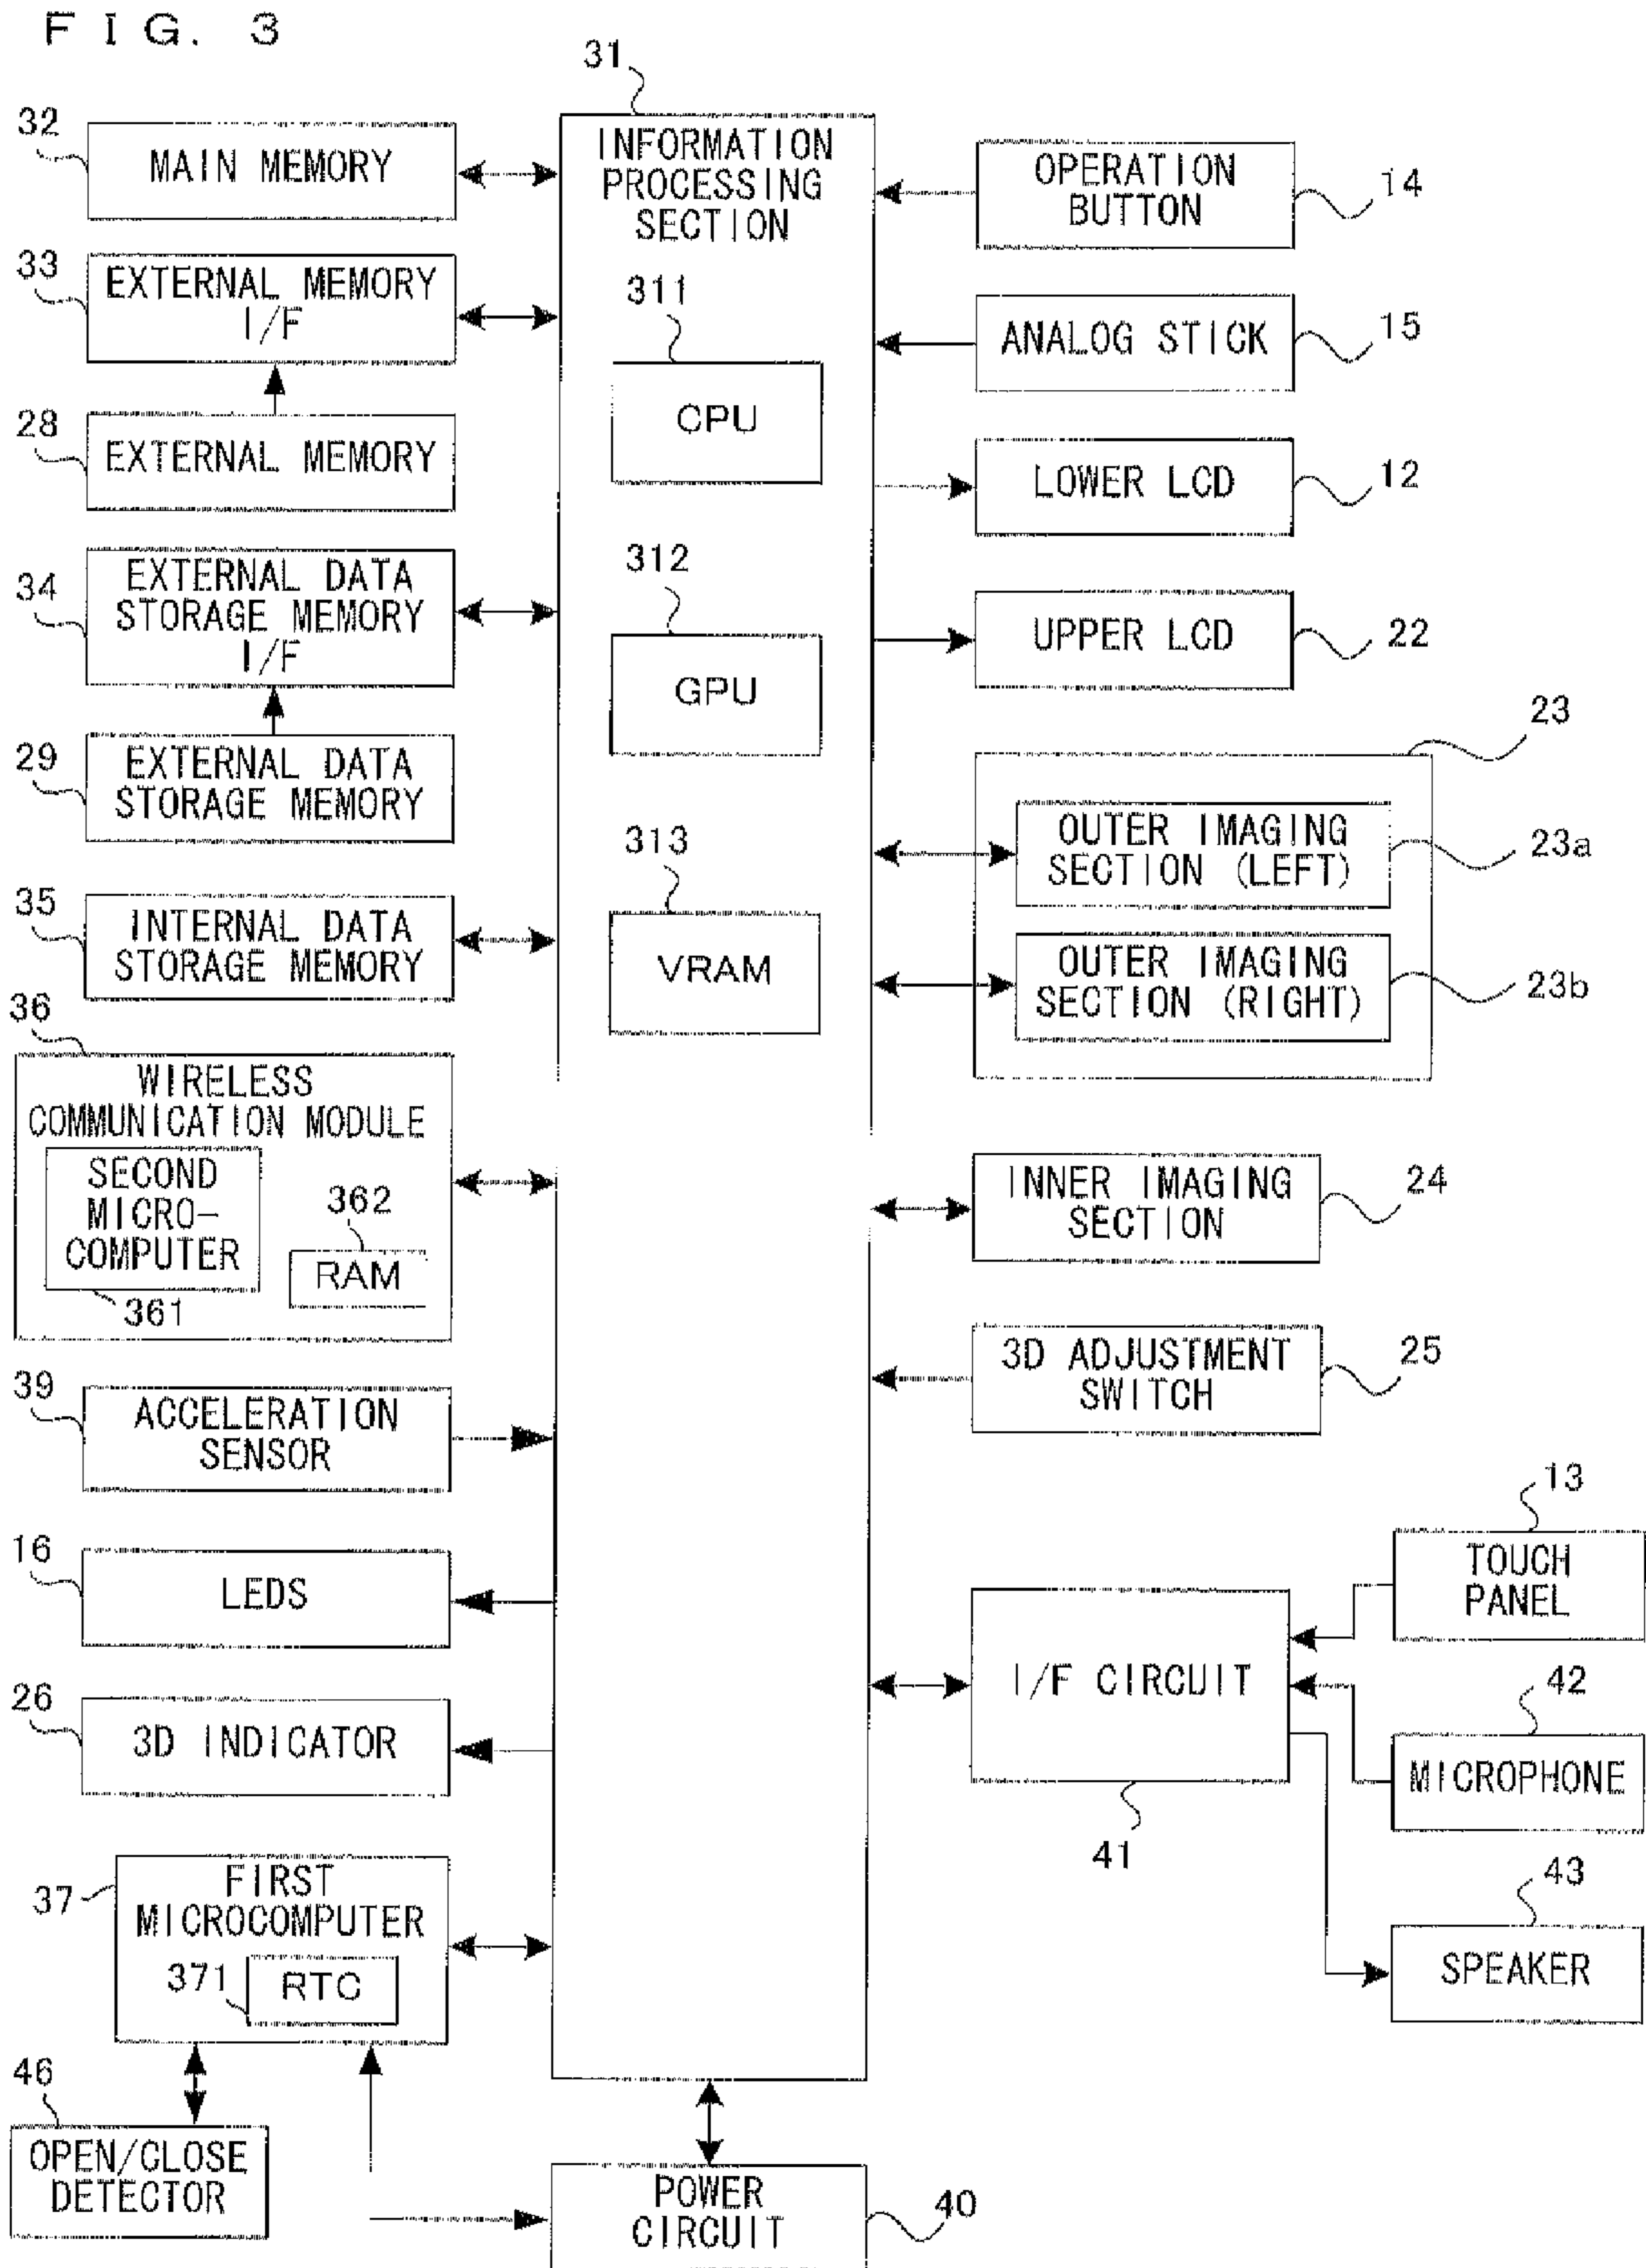 FIG. 3
31
INFORMATION
PROCESSING
SECTION
311
CPU
312
GPU
313
VRAM
32
MAIN MEMORY
33
EXTERNAL MEMORY
I/F
28
EXTERNAL MEMORY
34
EXTERNAL DATA
STORAGE MEMORY
I/F
29
EXTERNAL DATA
STORAGE MEMORY
35
INTERNAL DATA
STORAGE MEMORY
36
WIRELESS
COMMUNICATION MODULE
SECOND
MICRO-
COMPUTER
361
362
RAM
39
ACCELERATION
SENSOR
16
LEDS
26
3D INDICATOR
37
FIRST
MICROCOMPUTER
371
RTC
46
OPEN/CLOSE
DETECTOR
OPERATION
BUTTON
14
ANALOG STICK
15
LOWER LCD
12
UPPER LCD
22
23
OUTER IMAGING
SECTION (LEFT)
23a
OUTER IMAGING
SECTION (RIGHT)
23b
INNER IMAGING
SECTION
24
3D ADJUSTMENT
SWITCH
25
13
TOUCH
PANEL
I/F CIRCUIT
41
42
MICROPHONE
43
SPEAKER
POWER
CIRCUIT
40